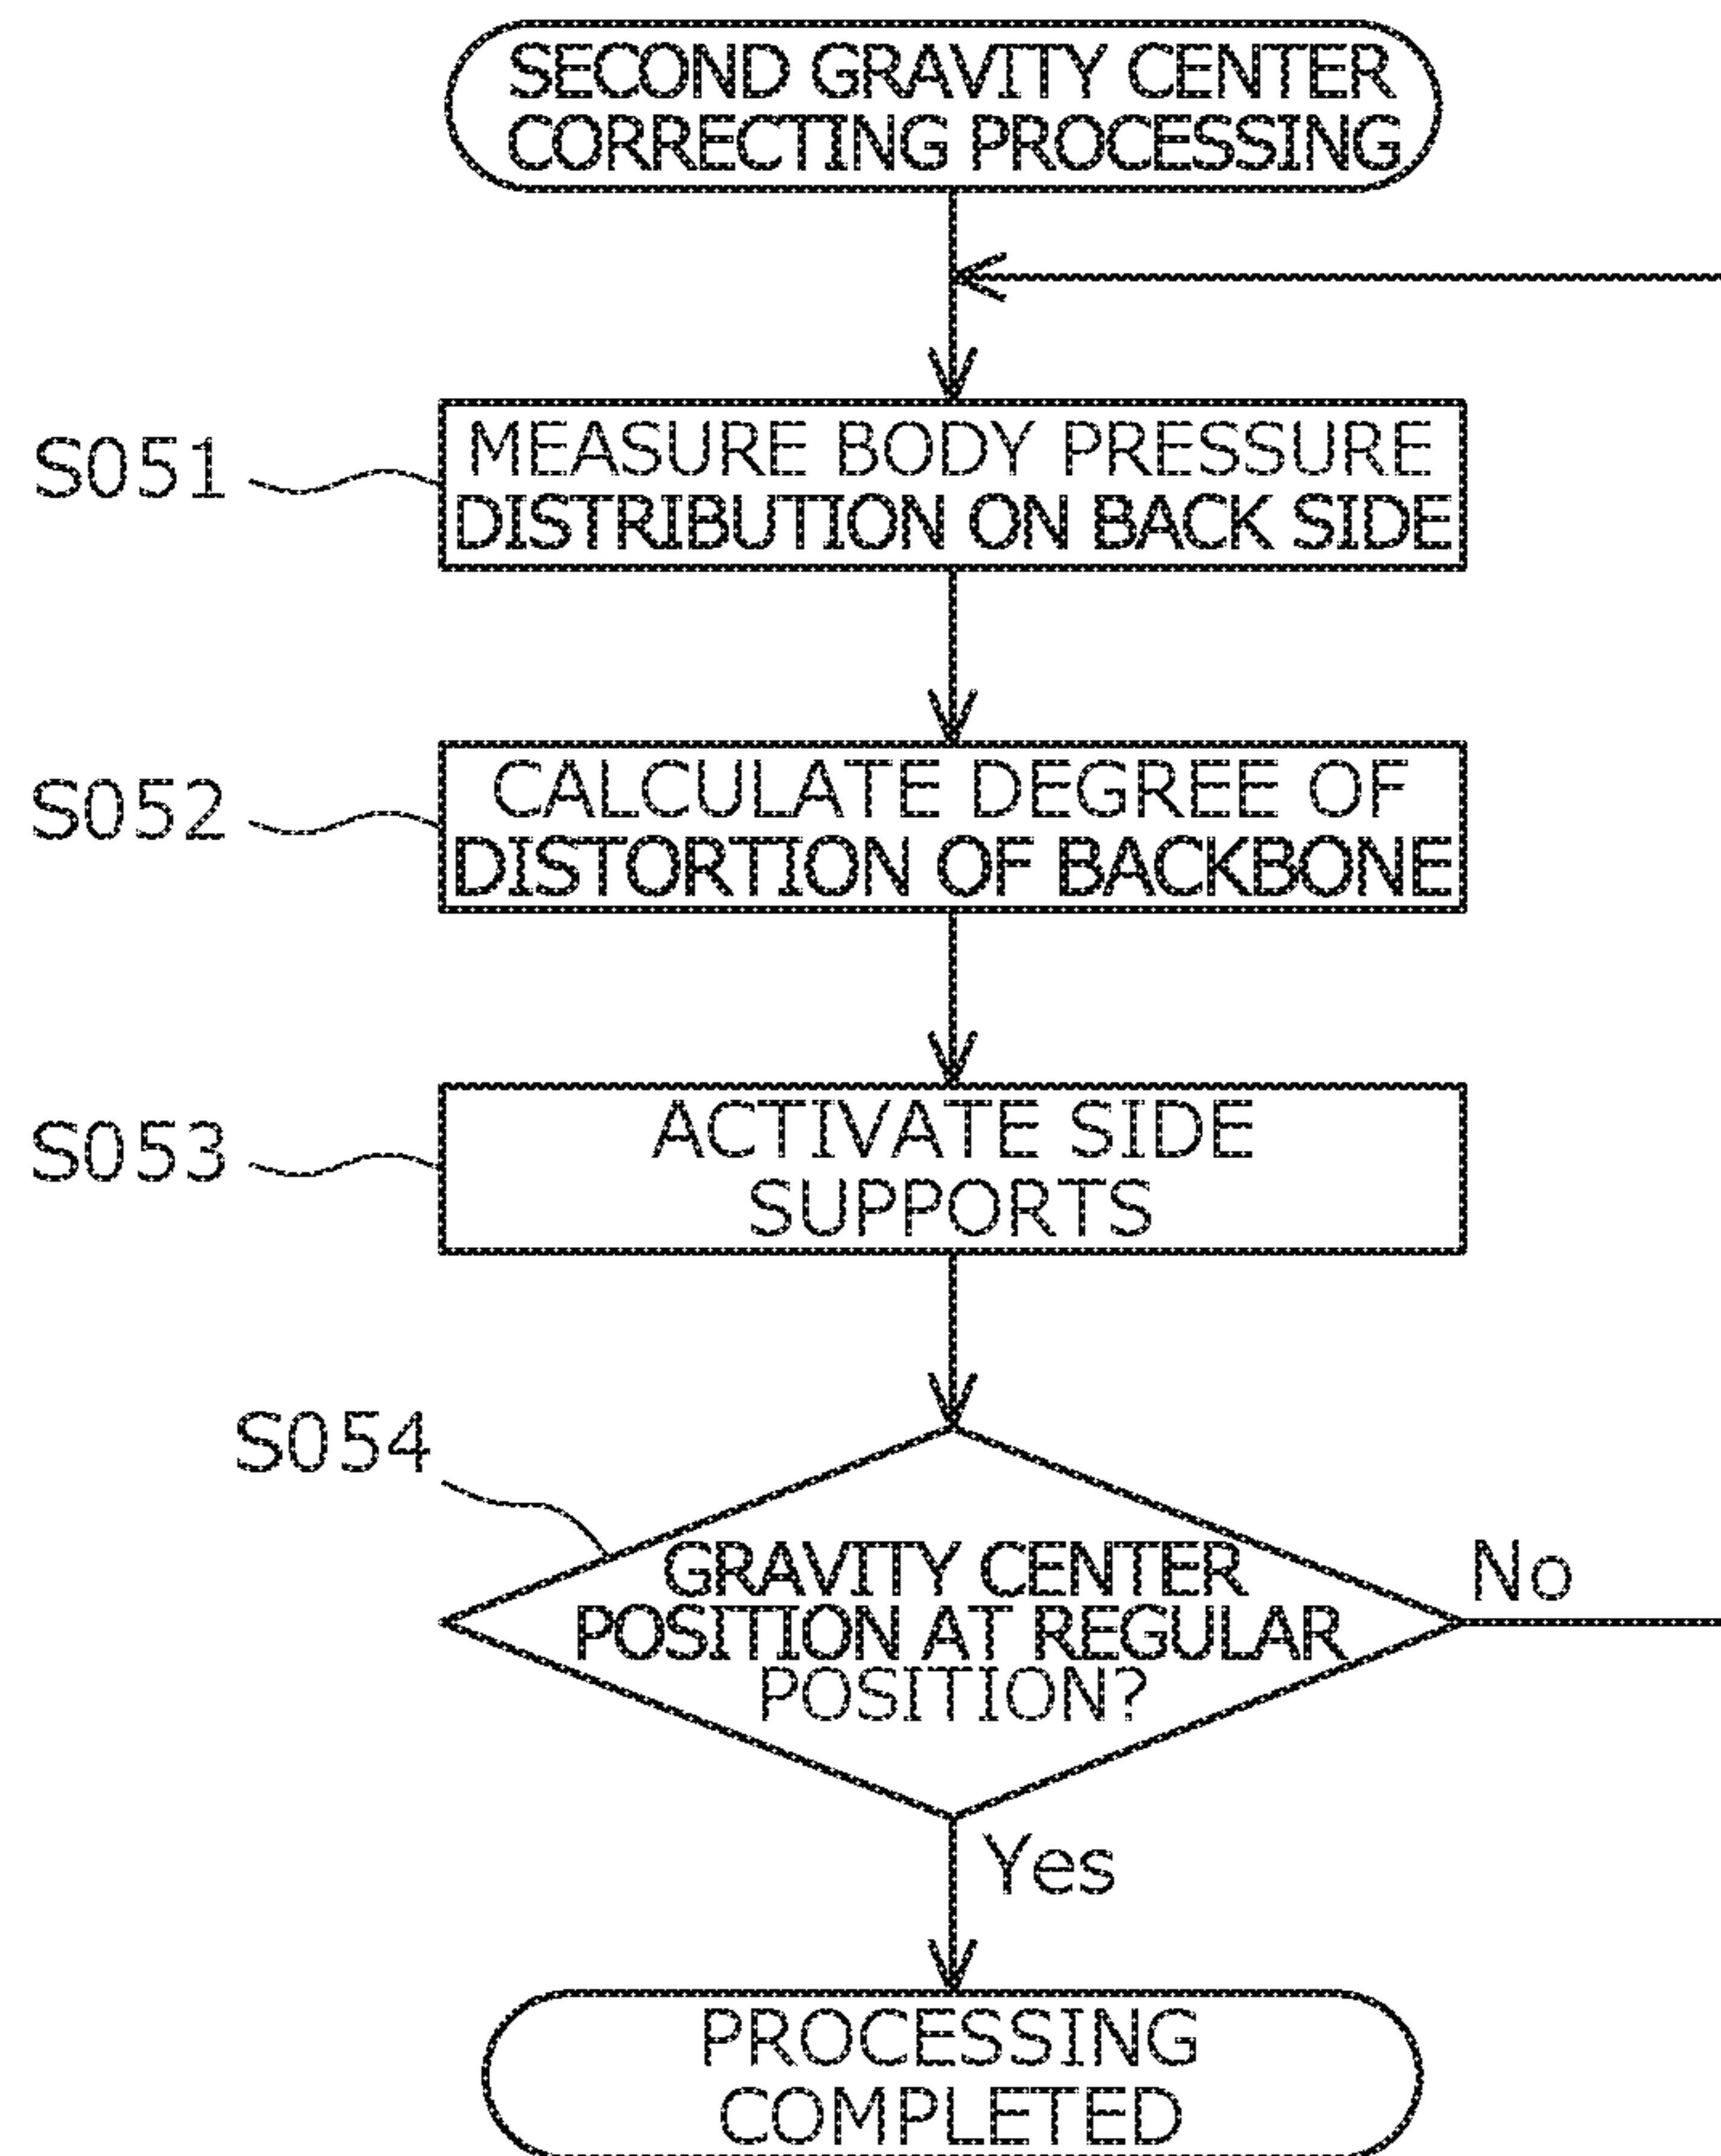 SECOND GRAVITY CENTER
CORRECTING PROCESSING
S051
MEASURE BODY PRESSURE
DISTRIBUTION ON BACK SIDE
S052
CALCULATE DEGREE OF
DISTORTION OF BACKBONE
S053
ACTIVATE SIDE
SUPPORTS
S054
GRAVITY CENTER
POSITION AT REGULAR
POSITION?
No
Yes
PROCESSING
COMPLETED